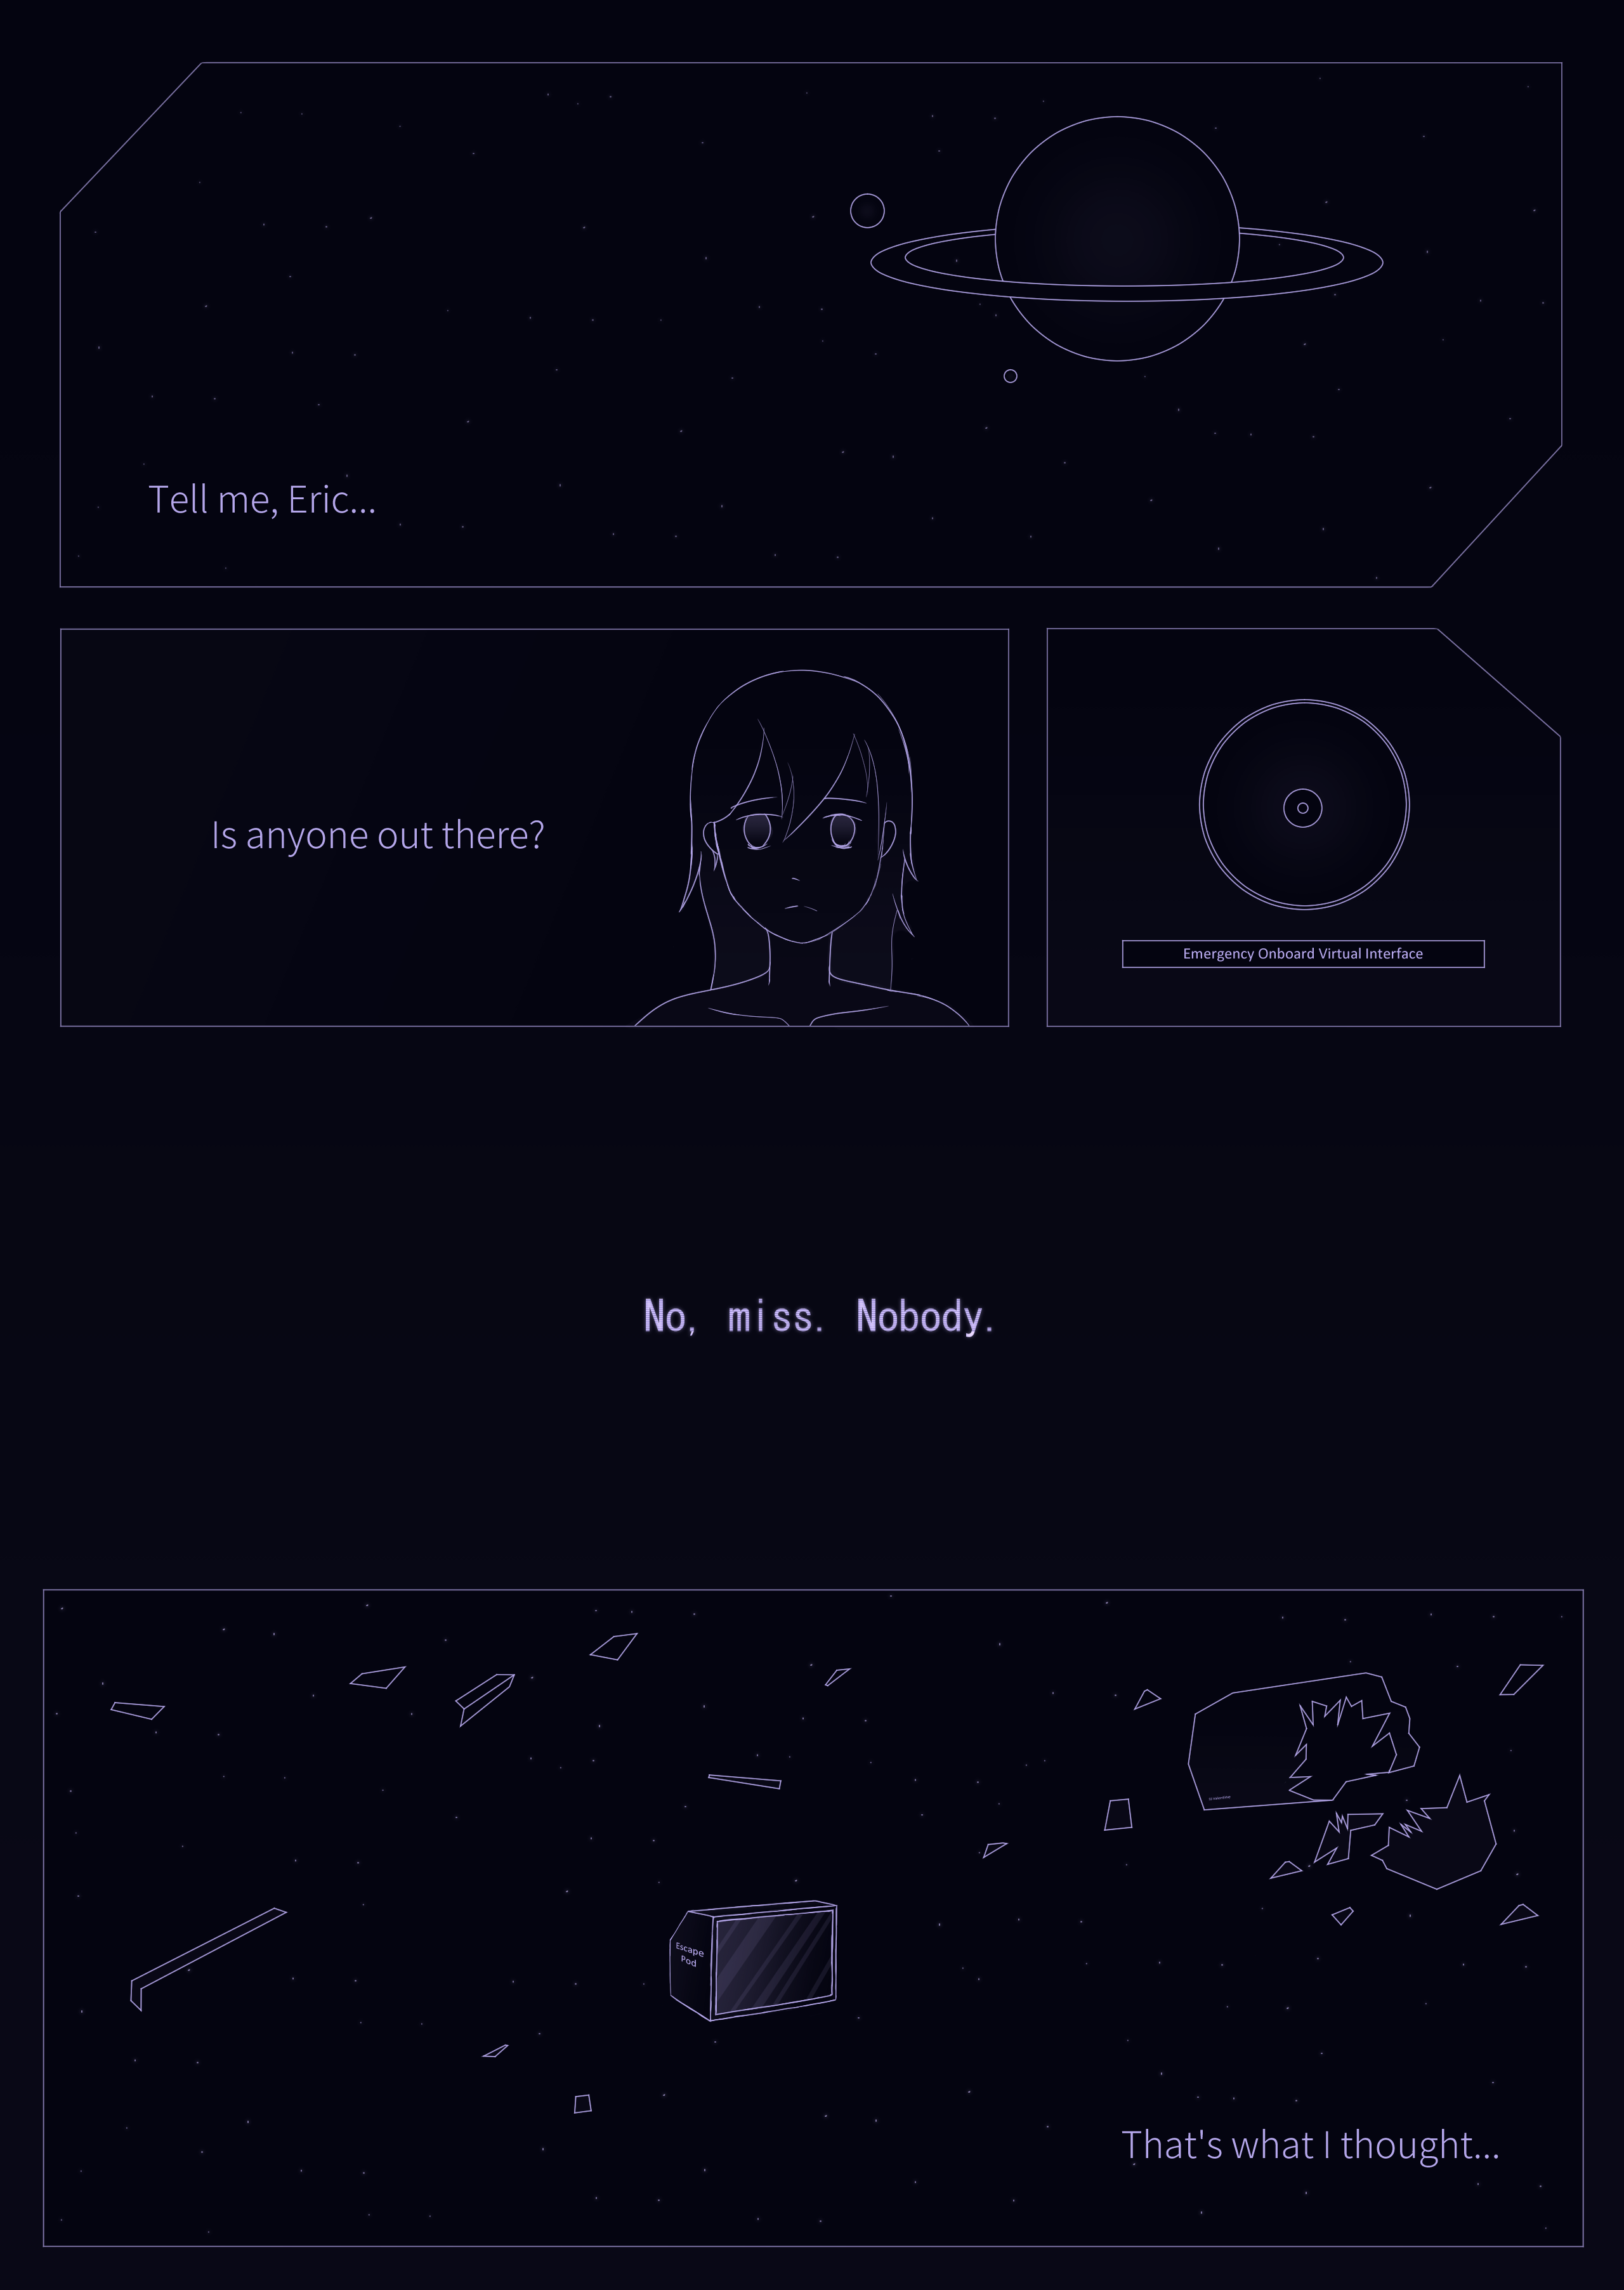 Tell me, Eric...
Is anyone out there?
Emergency Onboard Virtual Interface
No, miss. Nobody.
Escape
Pod
That's what I thought...